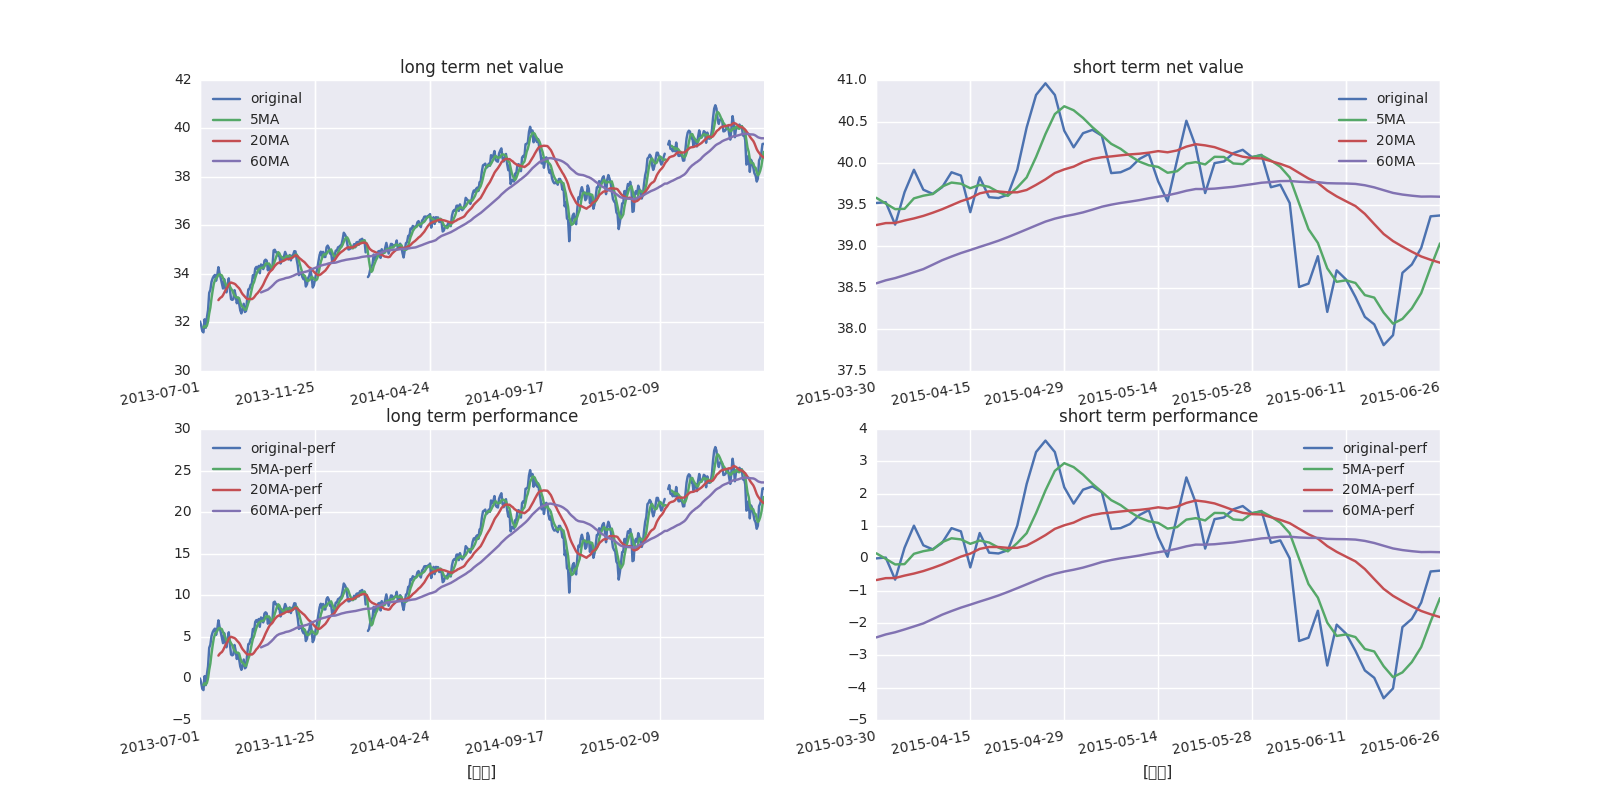 long term net value
42
40
38
36
34
32
30
original
5MA
20MA
60MA
2013-07-01
2013-11-25
2014-04-24
2014-09-17
2015-02-09
short term net value
41.0
40.5
40.0
39.5
39.0
38.5
38.0
37.5
original
5MA
20MA
60MA
2015-03-30
2015-04-15
2015-04-29
2015-05-14
2015-05-28
2015-06-11
2015-06-26
long term performance
30
25
20
15
10
5
0
−5
original-perf
5MA-perf
20MA-perf
60MA-perf
2013-07-01
2013-11-25
2014-04-24
2014-09-17
2015-02-09
short term performance
4
3
2
1
0
−1
−2
−3
−4
−5
original-perf
5MA-perf
20MA-perf
60MA-perf
2015-03-30
2015-04-15
2015-04-29
2015-05-14
2015-05-28
2015-06-11
2015-06-26